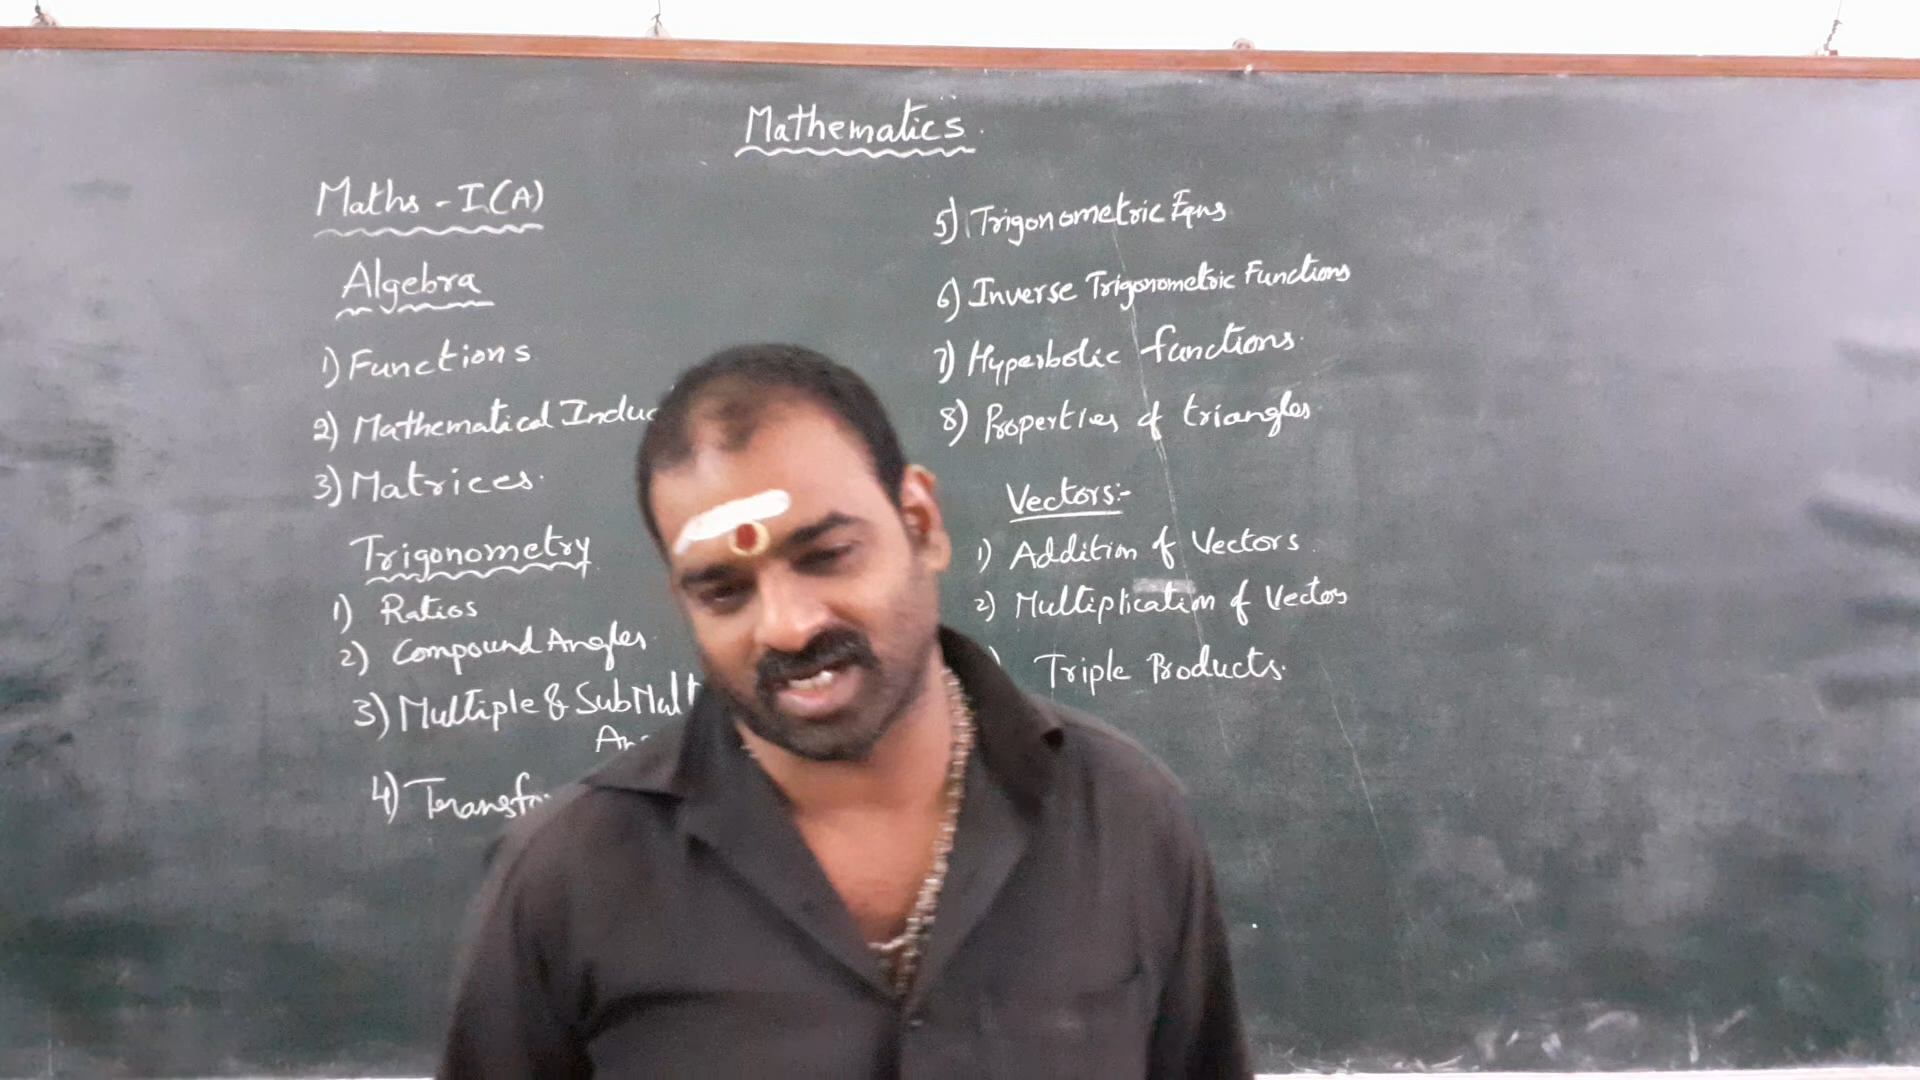 Mathematics.
Maths - I(A)
Algebra
1) Functions
2) Mathematical Induc
3) Matrices.
Trigonometry
1) Ratios
2) Compound Angles.
3) Multiple & SubMult
An
4) Transfo
5) Trigonometric Eqns
6) Inverse Trigonometric Functions
7) Hyperbolic functions.
8) Properties of triangles.
Vectors:-
1) Addition of Vectors.
2) Multiplication of Vectors
) Triple Products.